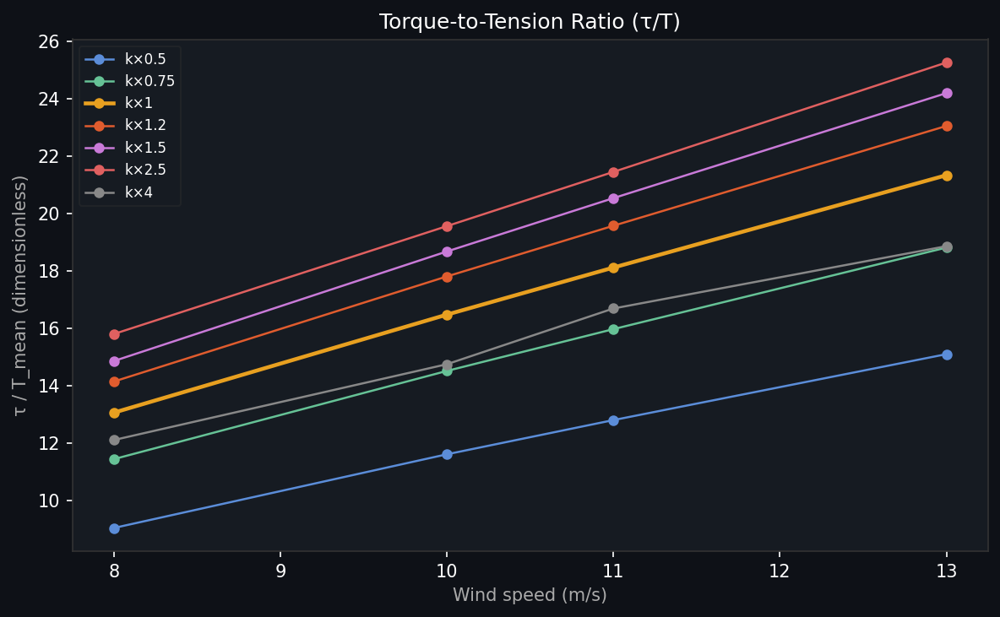 Torque-to-Tension Ratio (τ/T)
26
24
22
20
18
16
14
12
10
τ / T_mean (dimensionless)
k×0.5
k×0.75
k×1
k×1.2
k×1.5
k×2.5
k×4
8
9
10
11
12
13
Wind speed (m/s)